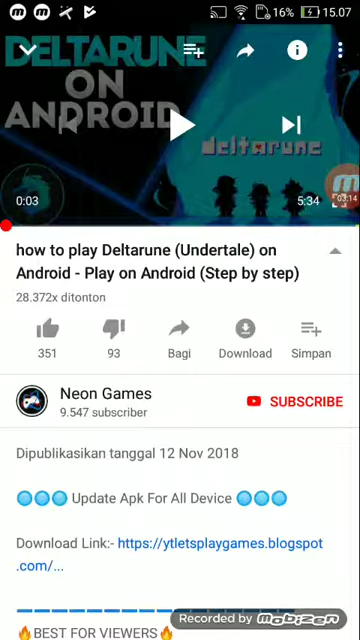 16% 15.07
DELTARUNE
ON
ANDROID
deltarune
0:03
5:34
03:14
how to play Deltarune (Undertale) on
Android - Play on Android (Step by step)
28.372x ditonton
351 93 Bagi Download Simpan
Neon Games
9.547 subscriber
SUBSCRIBE
Dipublikasikan tanggal 12 Nov 2018
Update Apk For All Device
Download Link:- https://ytletsplaygames.blogspot
.com/...
Recorded by mobizen
BEST FOR VIEWERS